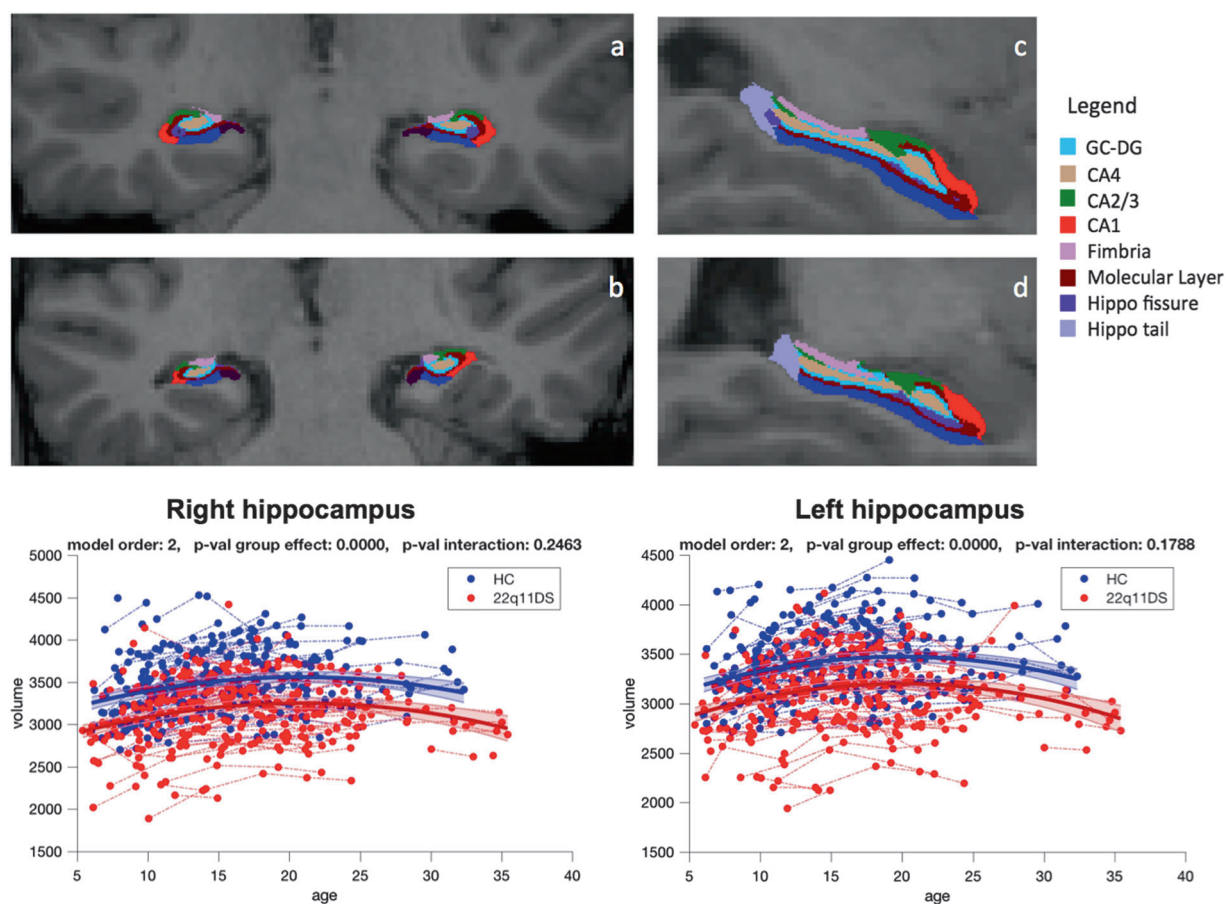 a
c
b
d
Legend
GC-DG
CA4
CA2/3
CA1
Fimbria
Molecular Layer
Hippo fissure
Hippo tail
Right hippocampus
model order: 2, p-val group effect: 0.0000, p-val interaction: 0.2463
HC
22q11DS
5000
4500
4000
3500
3000
2500
2000
1500
volume
5 10 15 20 25 30 35 40
age
Left hippocampus
model order: 2, p-val group effect: 0.0000, p-val interaction: 0.1788
HC
22q11DS
4500
4000
3500
3000
2500
2000
1500
volume
5 10 15 20 25 30 35 40
age